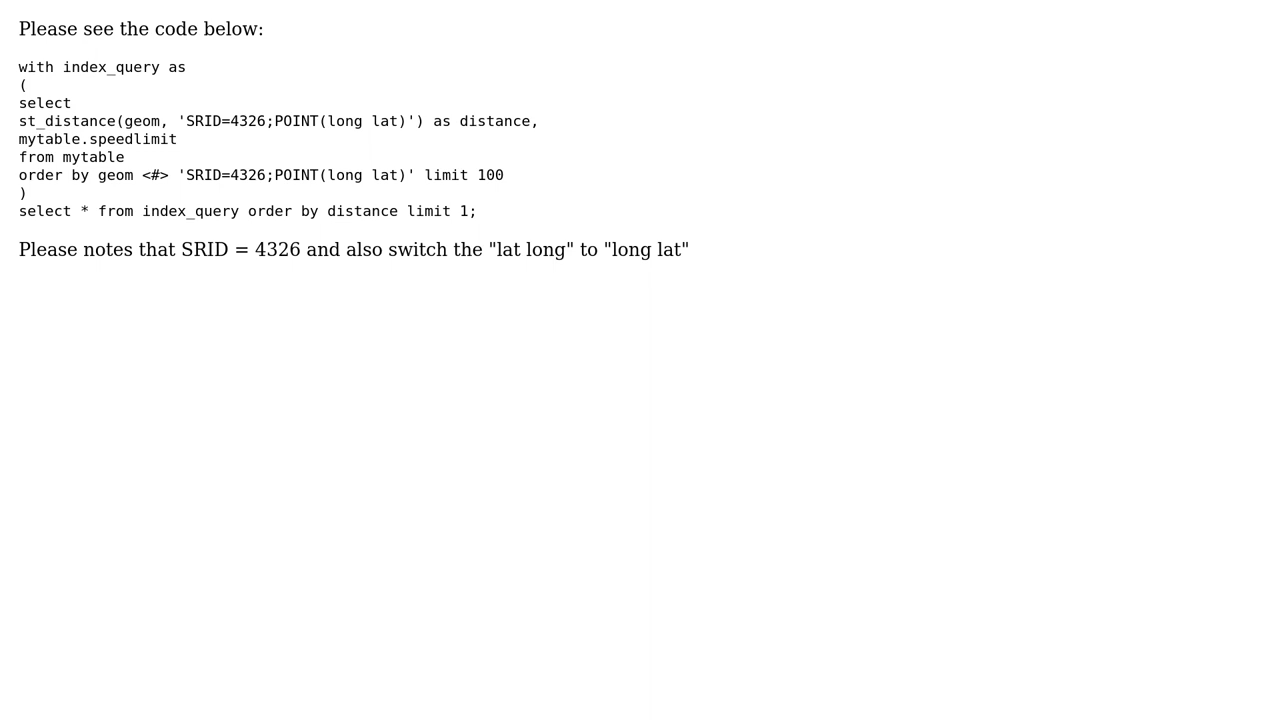 Please see the code below:
with index_query as
(
select
st_distance(geom, 'SRID=4326;POINT(long lat)') as distance,
mytable.speedlimit
from mytable
order by geom <#> 'SRID=4326;POINT(long lat)' limit 100
)
select * from index_query order by distance limit 1;
Please notes that SRID = 4326 and also switch the "lat long" to "long lat"